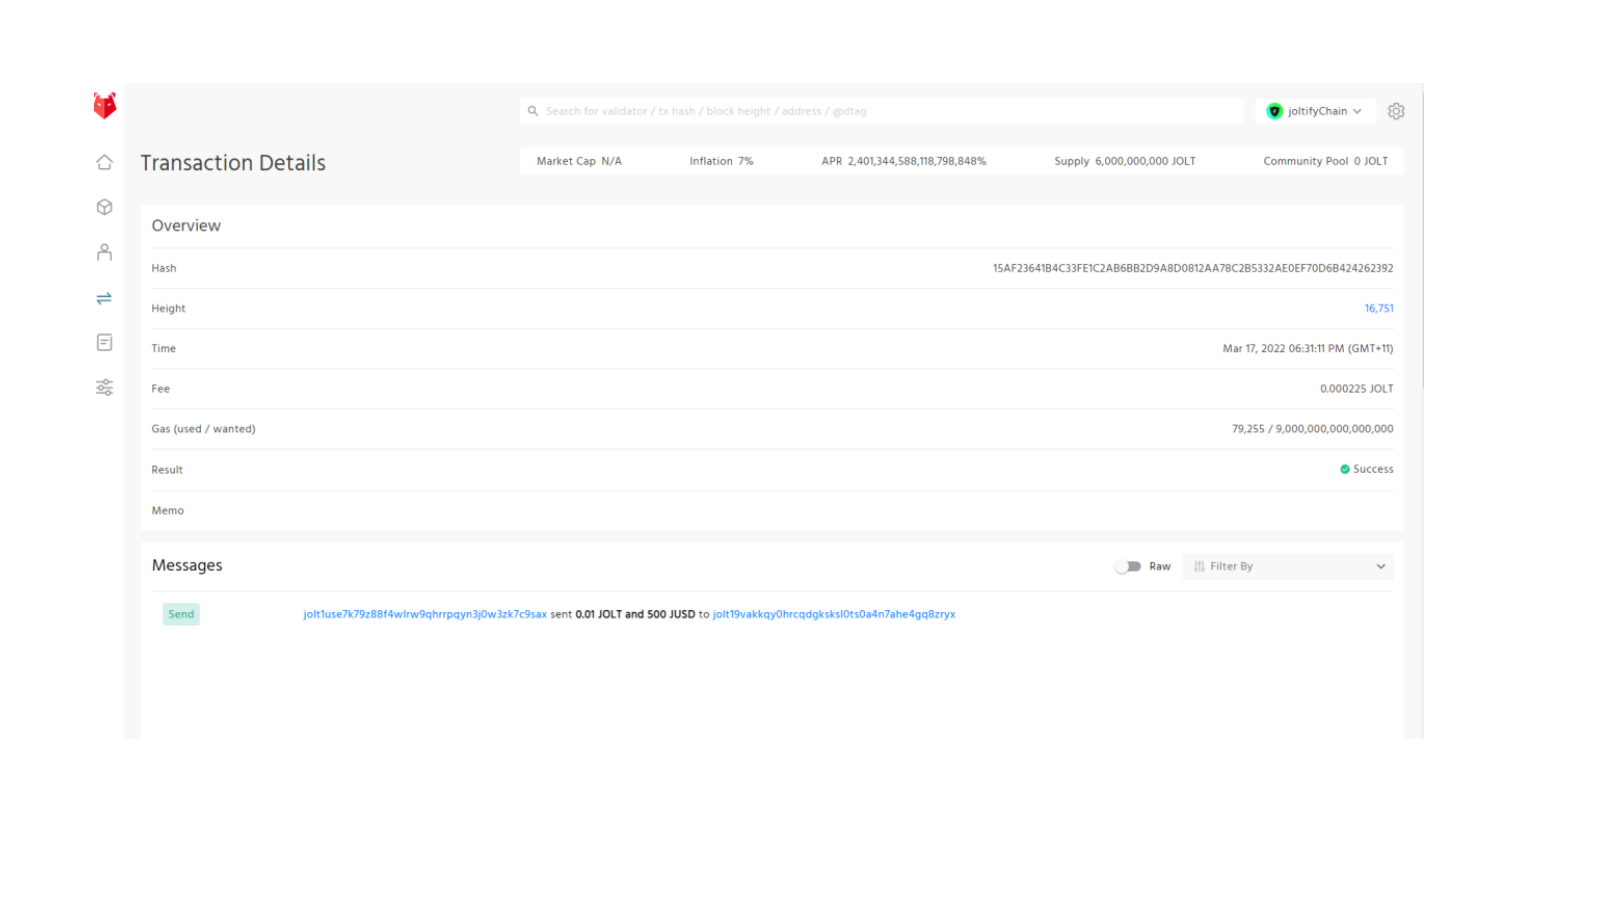 Search for validator / tx hash / block height / address / @dtag
joltifyChain
Transaction Details
Market Cap N/A Inflation 7% APR 2,401,344,588,118,798,848% Supply 6,000,000,000 JOLT Community Pool 0 JOLT
Overview
Hash 15AF23641B4C33FE1C2AB6BB2D9A8D0812AA78C2B5332AE0EF70D6B424262392
Height 16,751
Time Mar 17, 2022 06:31:11 PM (GMT+11)
Fee 0.000225 JOLT
Gas (used / wanted) 79,255 / 9,000,000,000,000,000
Result Success
Memo
Messages Raw Filter By
Send jolt1use7k79z88f4wlrw9qhrrpqyn3j0w3zk7c9sax sent 0.01 JOLT and 500 JUSD to jolt19vakkqy0hrcqdgksksl0ts0a4n7ahe4gq8zryx